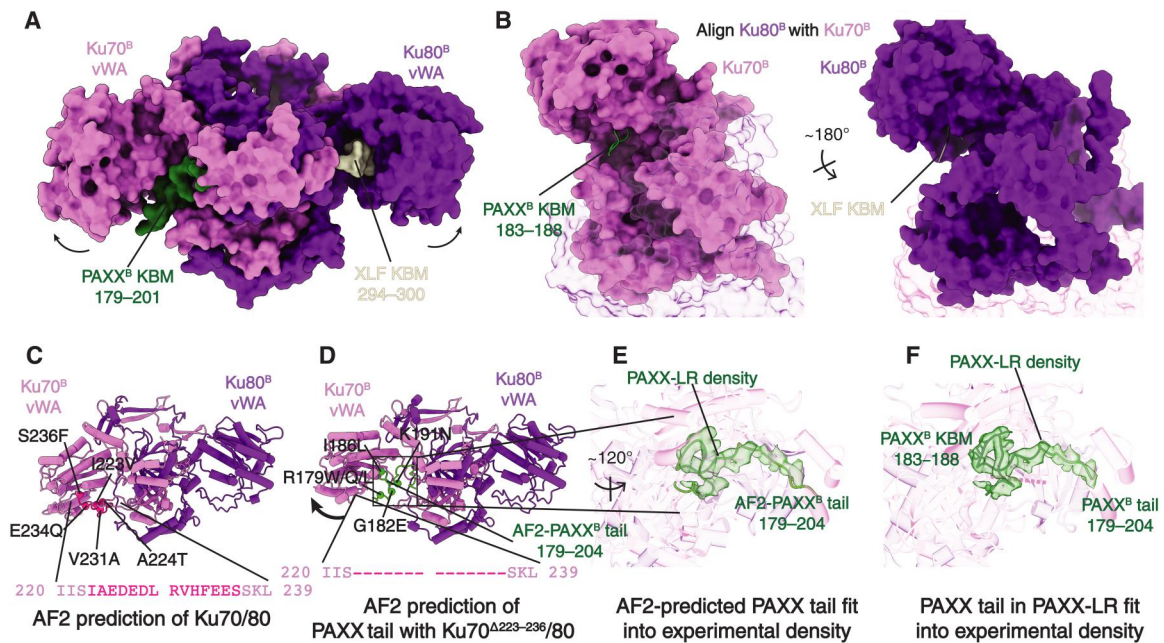 A
Ku70ᴮ
vWA
Ku80ᴮ
vWA
PAXXᴮ KBM
179–201
XLF KBM
294–300
B
Align Ku80ᴮ with Ku70ᴮ
Ku70ᴮ
Ku80ᴮ
~180°
PAXXᴮ KBM
183–188
XLF KBM
C
Ku70ᴮ
vWA
Ku80ᴮ
vWA
S236F
I223V
E234Q
V231A
A224T
220 IISIAEDEDL RVHFEESSKL 239
AF2 prediction of Ku70/80
D
Ku70ᴮ
vWA
Ku80ᴮ
vWA
I186L
K191N
R179W/Q/L
G182E
AF2-PAXXᴮ tail
179–204
220 IIS------- -------SKL 239
AF2 prediction of
PAXX tail with Ku70Δ223–236/80
E
PAXX-LR density
~120°
AF2-PAXXᴮ tail
179–204
AF2-predicted PAXX tail fit
into experimental density
F
PAXX-LR density
PAXXᴮ KBM
183–188
PAXXᴮ tail
179–204
PAXX tail in PAXX-LR fit
into experimental density